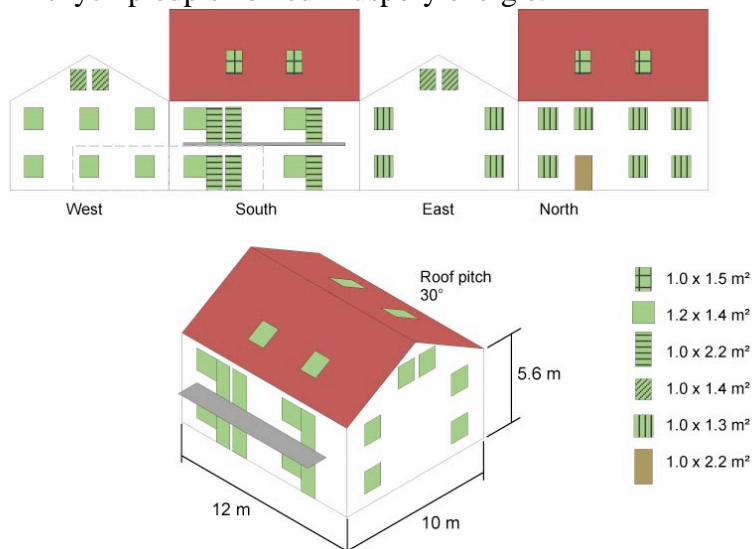 West South East North
Roof pitch
30°
5.6 m
12 m
10 m
1.0 x 1.5 m²
1.2 x 1.4 m²
1.0 x 2.2 m²
1.0 x 1.4 m²
1.0 x 1.3 m²
1.0 x 2.2 m²